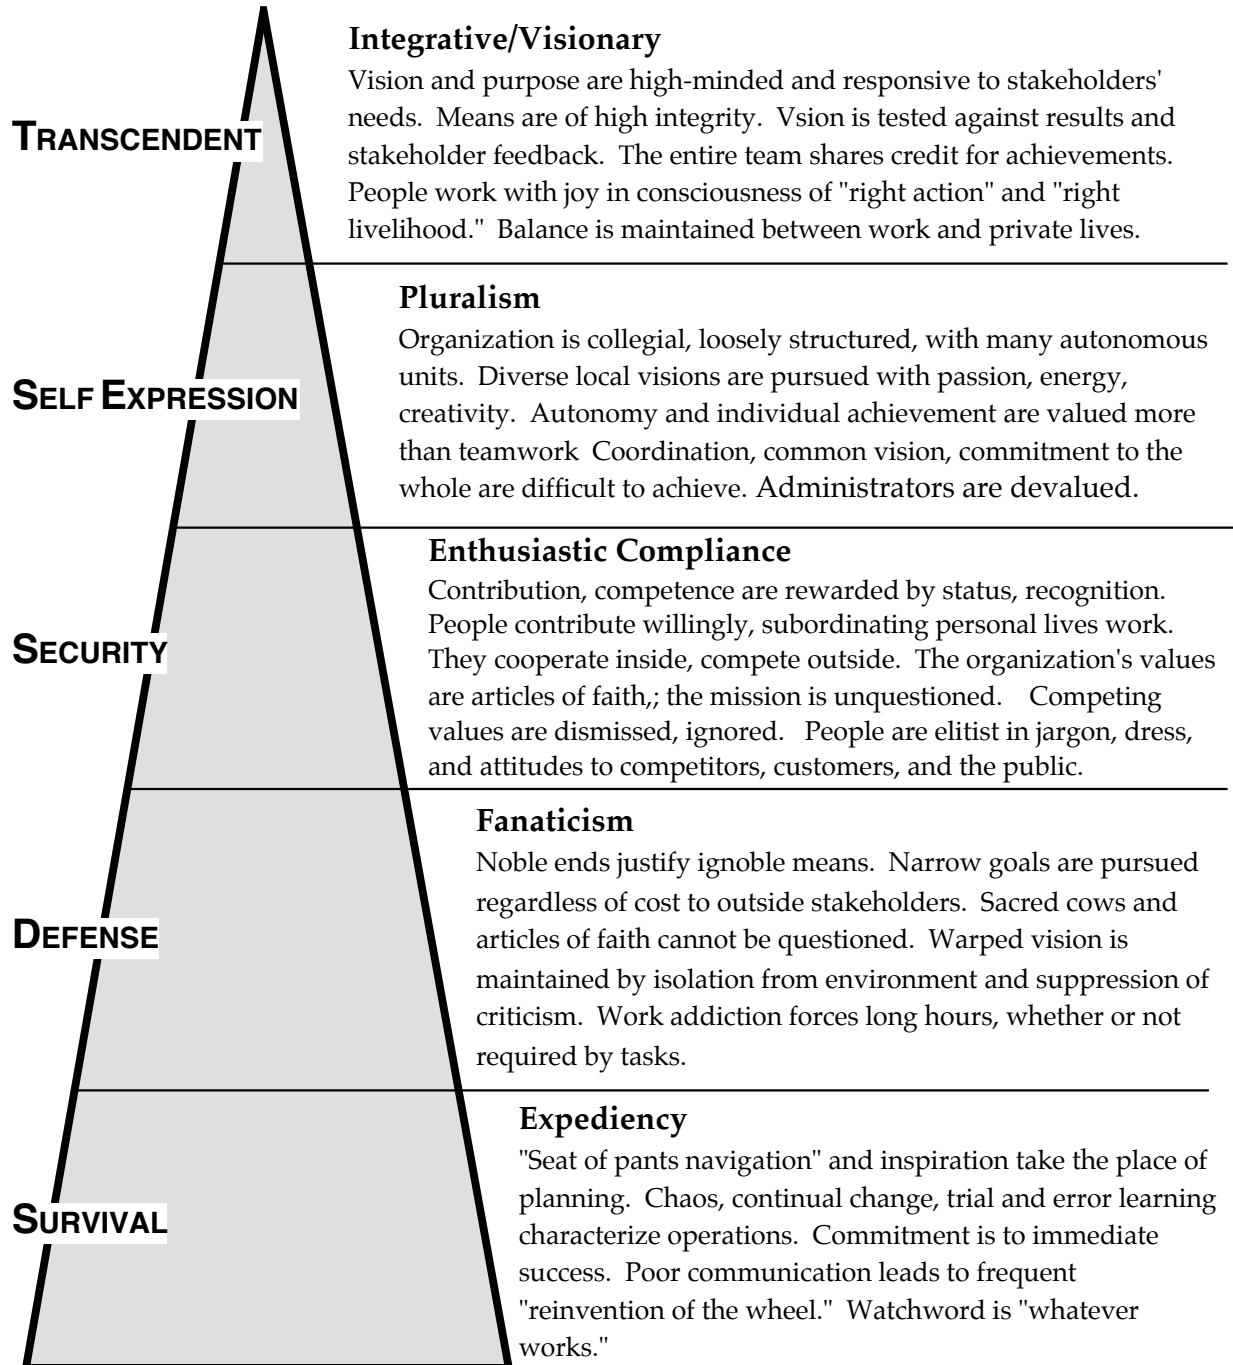 Integrative/Visionary
Vision and purpose are high-minded and responsive to stakeholders'
needs. Means are of high integrity. Vsion is tested against results and
TRANSCENDENT
stakeholder feedback. The entire team shares credit for achievements.
People work with joy in consciousness of "right action" and "right
livelihood." Balance is maintained between work and private lives.
Pluralism
Organization is collegial, loosely structured, with many autonomous
units. Diverse local visions are pursued with passion, energy,
SELF EXPRESSION
creativity. Autonomy and individual achievement are valued more
than teamwork Coordination, common vision, commitment to the
whole are difficult to achieve. Administrators are devalued.
Enthusiastic Compliance
Contribution, competence are rewarded by status, recognition.
People contribute willingly, subordinating personal lives work.
SECURITY
They cooperate inside, compete outside. The organization's values
are articles of faith,; the mission is unquestioned. Competing
values are dismissed, ignored. People are elitist in jargon, dress,
and attitudes to competitors, customers, and the public.
Fanaticism
Noble ends justify ignoble means. Narrow goals are pursued
regardless of cost to outside stakeholders. Sacred cows and
DEFENSE
articles of faith cannot be questioned. Warped vision is
maintained by isolation from environment and suppression of
criticism. Work addiction forces long hours, whether or not
required by tasks.
Expediency
"Seat of pants navigation" and inspiration take the place of
planning. Chaos, continual change, trial and error learning
SURVIVAL
characterize operations. Commitment is to immediate
success. Poor communication leads to frequent
"reinvention of the wheel." Watchword is "whatever
works."